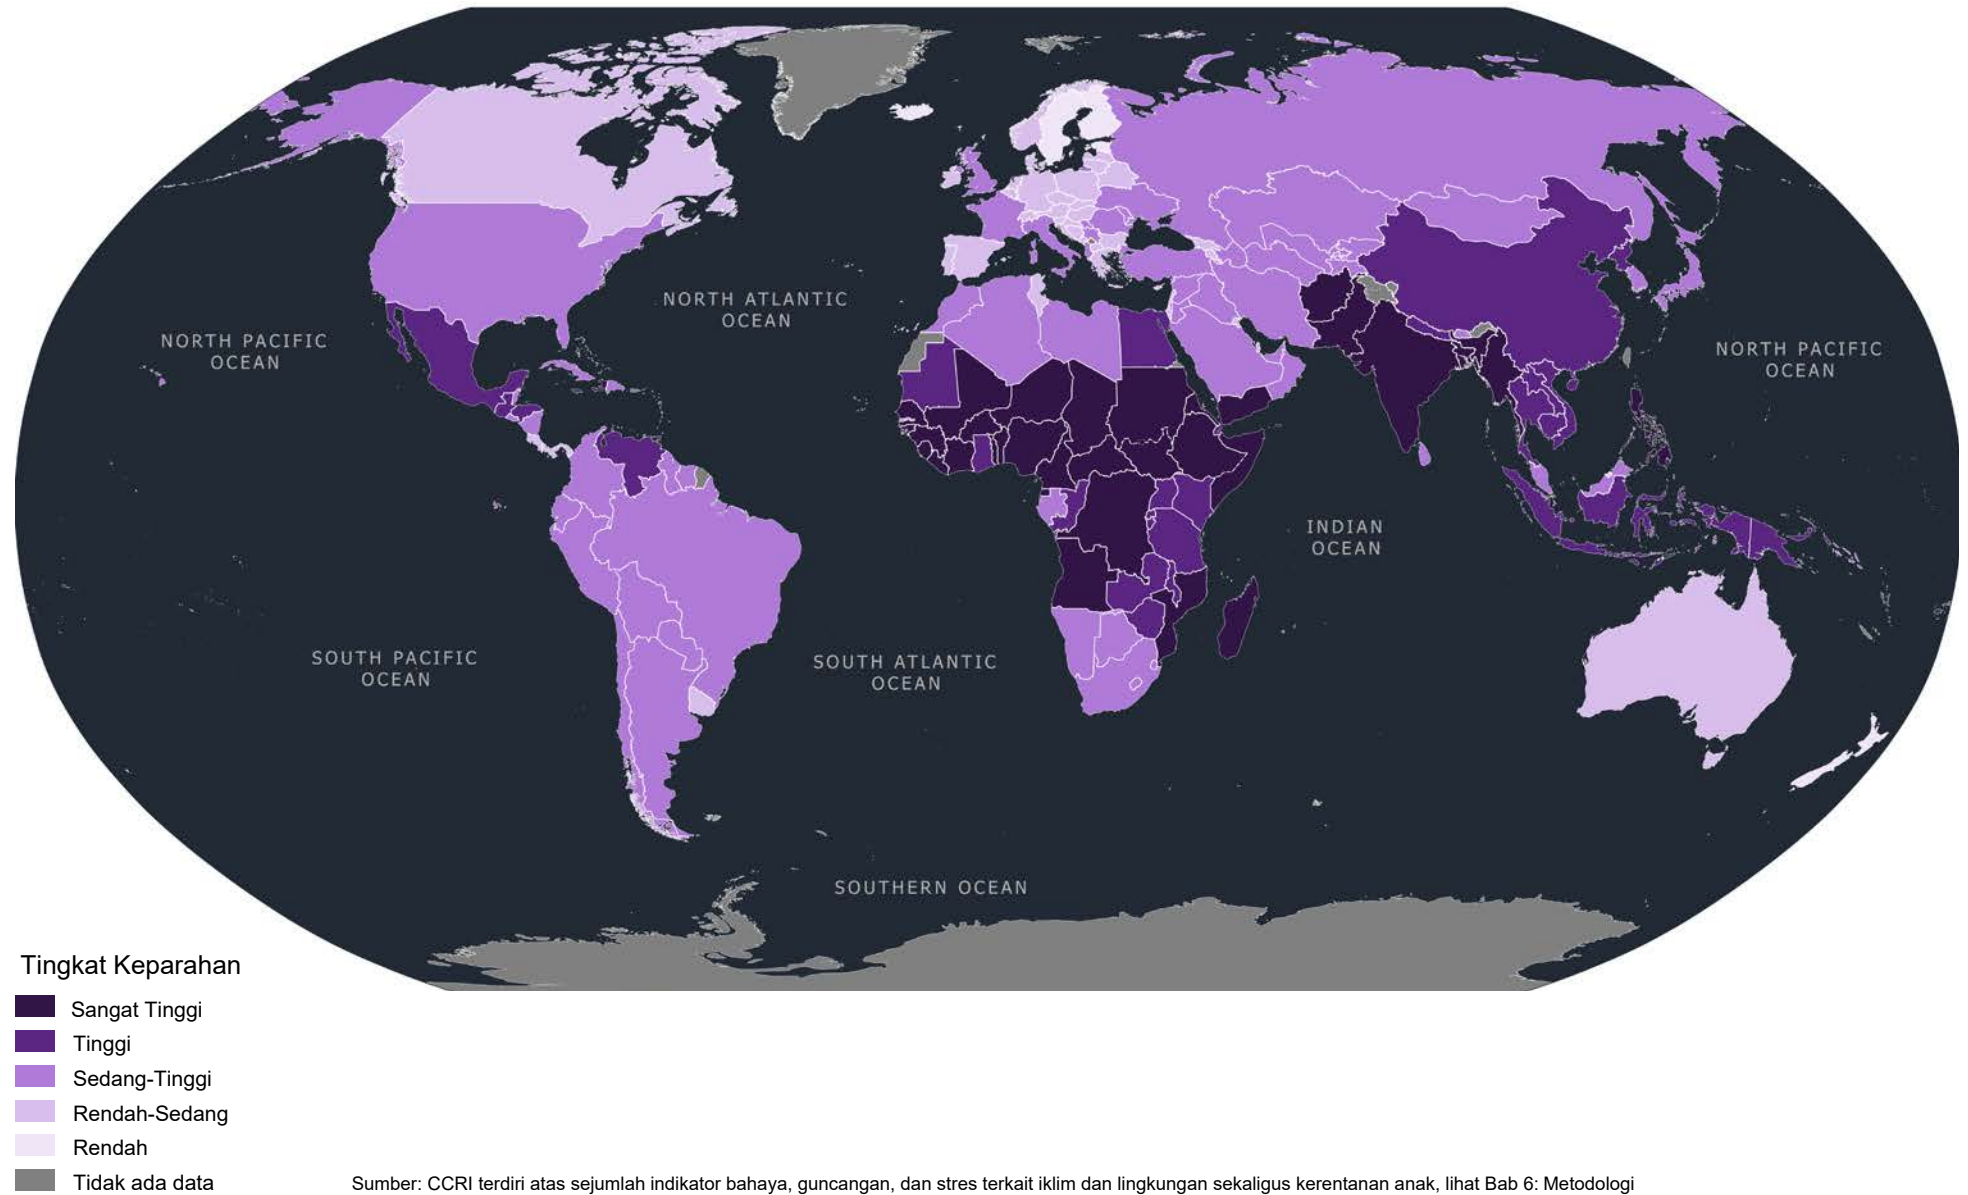 NORTH ATLANTIC
OCEAN
NORTH PACIFIC
OCEAN
NORTH PACIFIC
OCEAN
INDIAN
OCEAN
SOUTH PACIFIC
OCEAN
SOUTH ATLANTIC
OCEAN
SOUTHERN OCEAN
Tingkat Keparahan
Sangat Tinggi
Tinggi
Sedang-Tinggi
Rendah-Sedang
Rendah
Tidak ada data
Sumber: CCRI terdiri atas sejumlah indikator bahaya, guncangan, dan stres terkait iklim dan lingkungan sekaligus kerentanan anak, lihat Bab 6: Metodologi